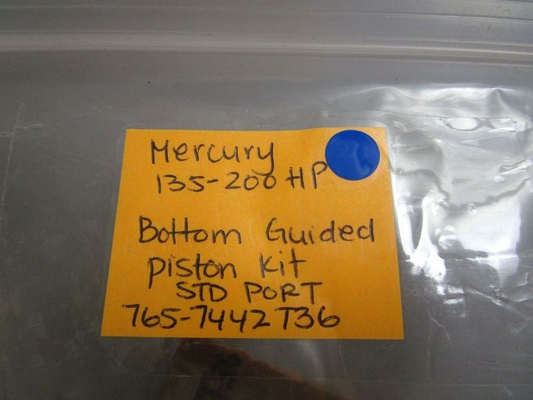 Mercury
135-200 HP
Bottom Guided
piston kit
STD PORT
765-7442T36